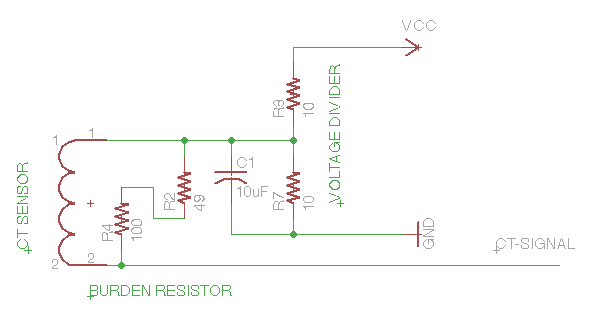 VCC
VOLTAGE DIVIDER
R8
10
1
1
C1
10uF
R7
10
CT SENSOR
R2
49
R4
100
GND
CT-SIGNAL
2
2
BURDEN RESISTOR